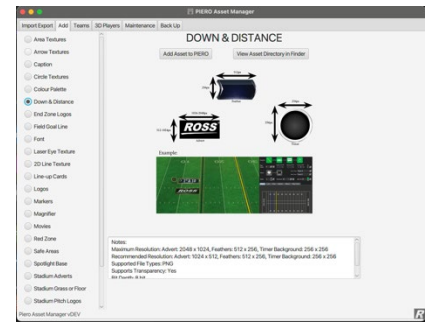 PIERO Asset Manager
Import Export Add Teams 3D Players Maintenance Back Up
Area Textures
Arrow Textures
Caption
Circle Textures
Colour Palette
Down & Distance
End Zone Logos
Field Goal Line
Font
Laser Eye Texture
2D Line Texture
Line-up Cards
Logos
Markers
Magnifier
Movies
Red Zone
Safe Areas
Spotlight Base
Stadium Adverts
Stadium Grass or Floor
Stadium Pitch Logos
DOWN & DISTANCE
Add Asset to PIERO
View Asset Directory in Finder
ROSS
Example
Notes:
Maximum Resolution: Advert: 2048 x 1024, Feathers: 512 x 256, Timer Background: 256 x 256
Recommended Resolution: Advert: 1024 x 512, Feathers: 512 x 256, Timer Background: 256 x 256
Supported File Types: PNG
Supports Transparency: Yes
Piero Asset Manager vDEV